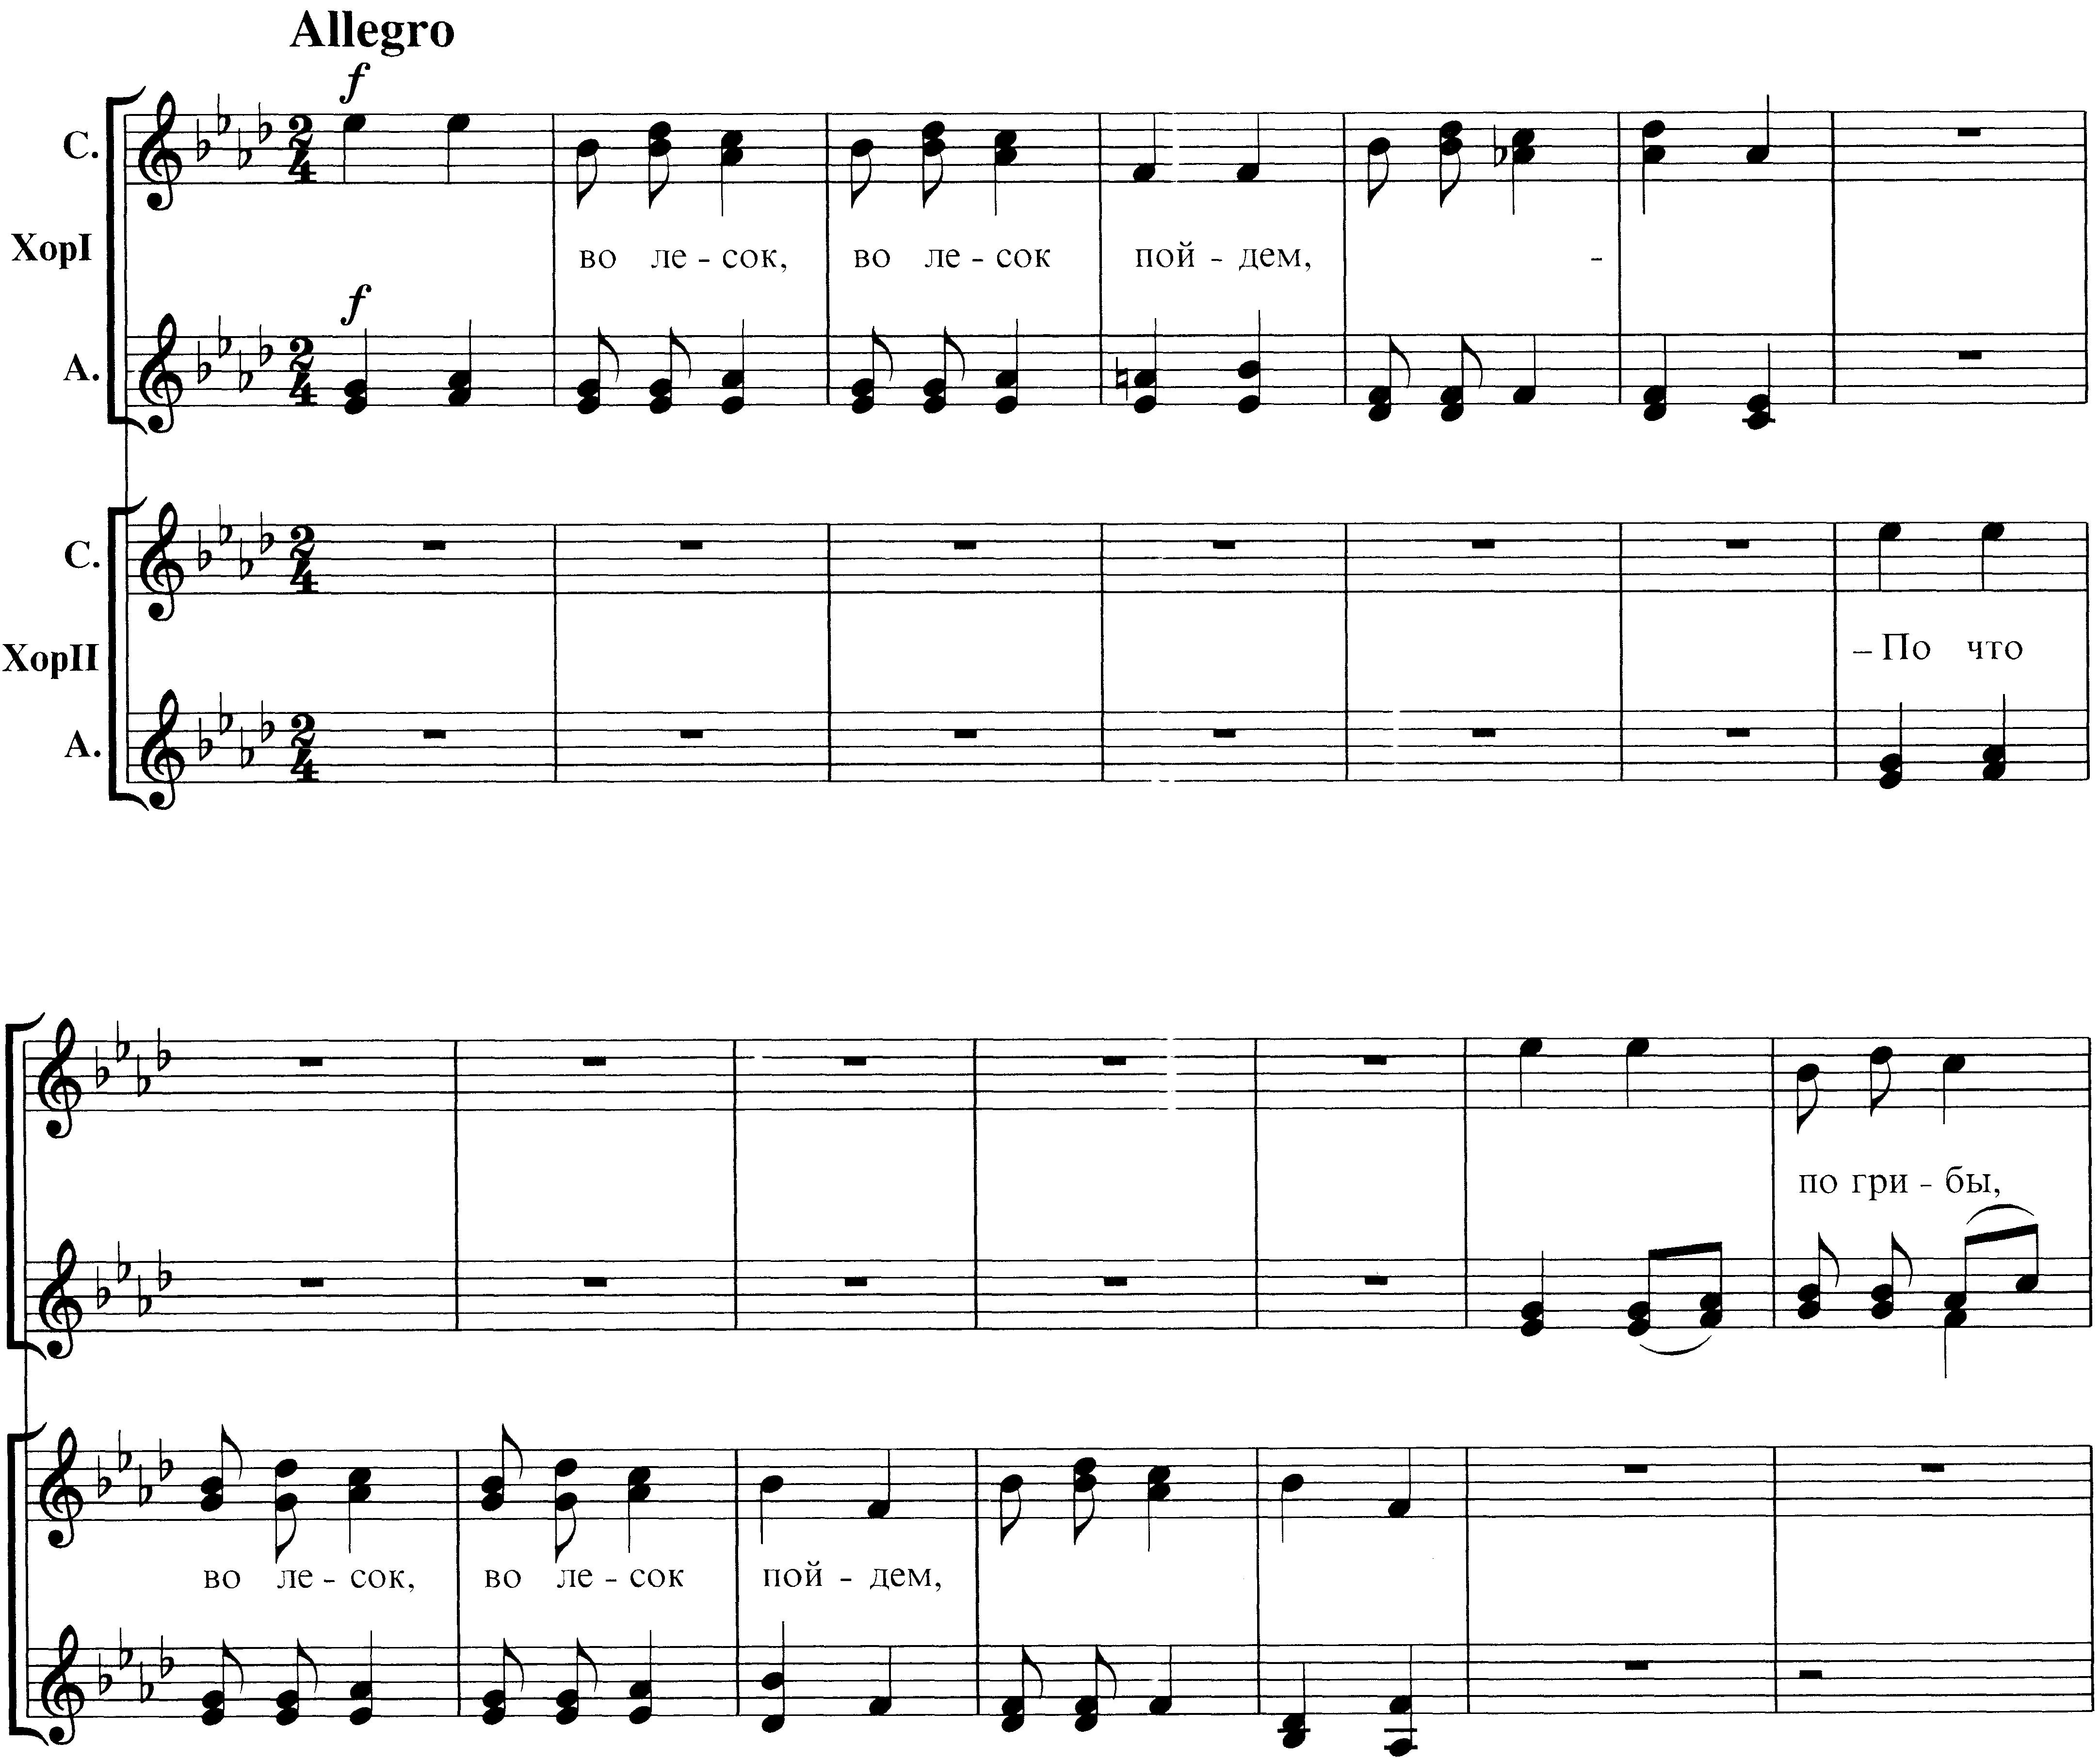 Allegro
f
С.
ХорI
во ле - сок, во ле - сок пой - дем, -
f
А.
С.
ХорII
– По что
А.
по гри - бы,
во ле - сок, во ле - сок пой - дем,